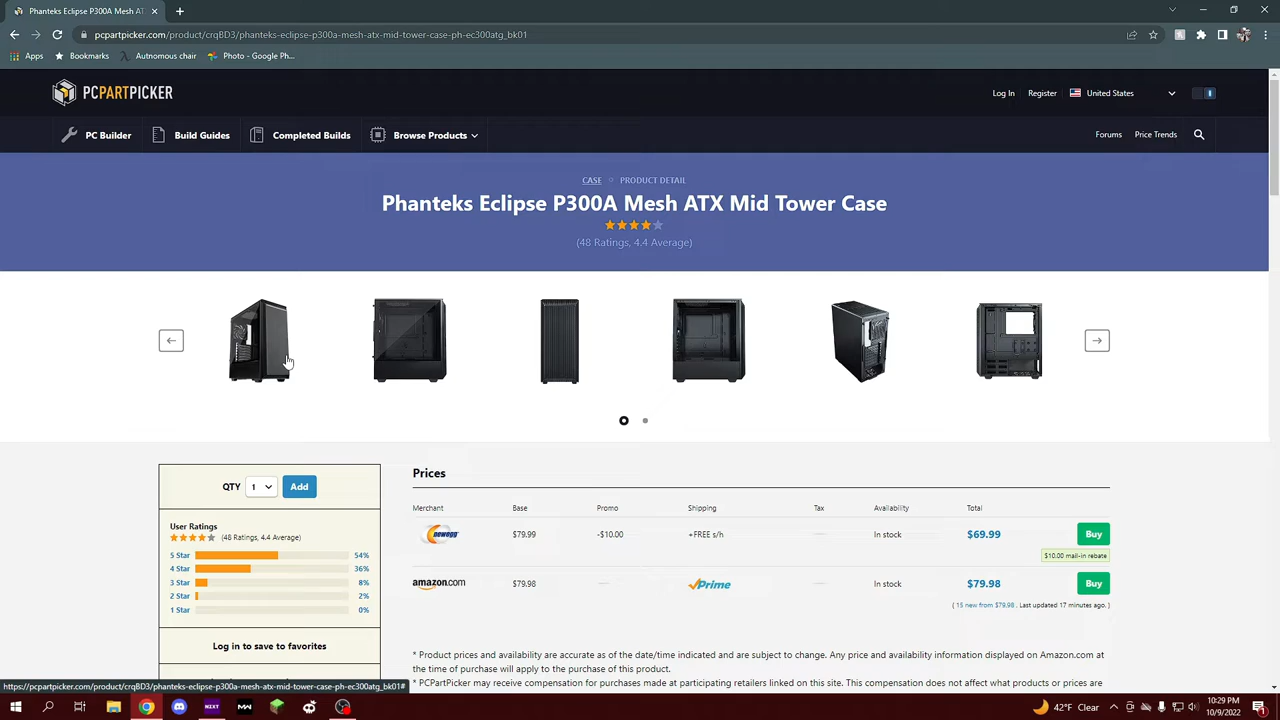 Phanteks Eclipse P300A Mesh AT
pcpartpicker.com/product/crqBD3/phanteks-eclipse-p300a-mesh-atx-mid-tower-case-ph-ec300atg_bk01
Apps Bookmarks Autnomous chair Photo - Google Ph...
PCPARTPICKER
Log In Register United States
PC Builder Build Guides Completed Builds Browse Products
Forums Price Trends
CASE PRODUCT DETAIL
Phanteks Eclipse P300A Mesh ATX Mid Tower Case
(48 Ratings, 4.4 Average)
QTY 1 Add
User Ratings
(48 Ratings, 4.4 Average)
5 Star 54%
4 Star 36%
3 Star 8%
2 Star 2%
1 Star 0%
Log in to save to favorites
Prices
Merchant Base Promo Shipping Tax Availability Total
newegg $79.99 -$10.00 +FREE s/h In stock $69.99 Buy
$10.00 mail-in rebate
amazon.com $79.98 Prime In stock $79.98 Buy
( 15 new from $79.98 . Last updated 17 minutes ago. )
* Product prices and availability are accurate as of the date/time indicated and are subject to change. Any price and availability information displayed on Amazon.com at
the time of purchase will apply to the purchase of this product.
* PCPartPicker may receive compensation for purchases made at participating retailers linked on this site. This compensation does not affect what products or prices are
https://pcpartpicker.com/product/crqBD3/phanteks-eclipse-p300a-mesh-atx-mid-tower-case-ph-ec300atg_bk01#
NZXT MW
42°F Clear
10:29 PM
10/9/2022
1